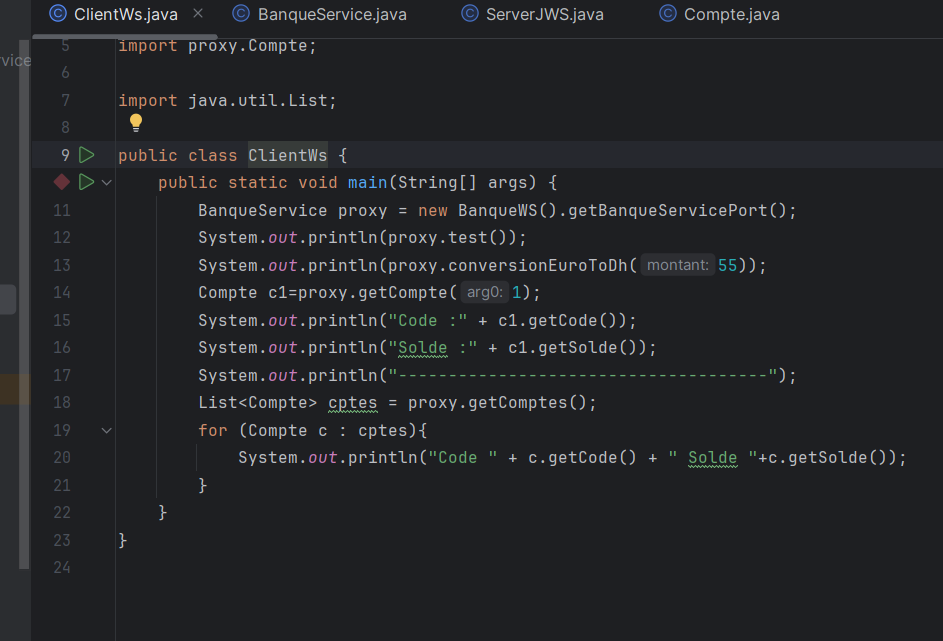 ClientWs.java BanqueService.java ServerJWS.java Compte.java
rvice
5 import proxy.Compte;
6
7 import java.util.List;
8
9 public class ClientWs {
public static void main(String[] args) {
11 BanqueService proxy = new BanqueWS().getBanqueServicePort();
12 System.out.println(proxy.test());
13 System.out.println(proxy.conversionEuroToDh( montant: 55));
14 Compte c1=proxy.getCompte( arg0: 1);
15 System.out.println("Code :" + c1.getCode());
16 System.out.println("Solde :" + c1.getSolde());
17 System.out.println("-------------------------------------");
18 List<Compte> cptes = proxy.getComptes();
19 for (Compte c : cptes){
20 System.out.println("Code " + c.getCode() + " Solde "+c.getSolde());
21 }
22 }
23 }
24